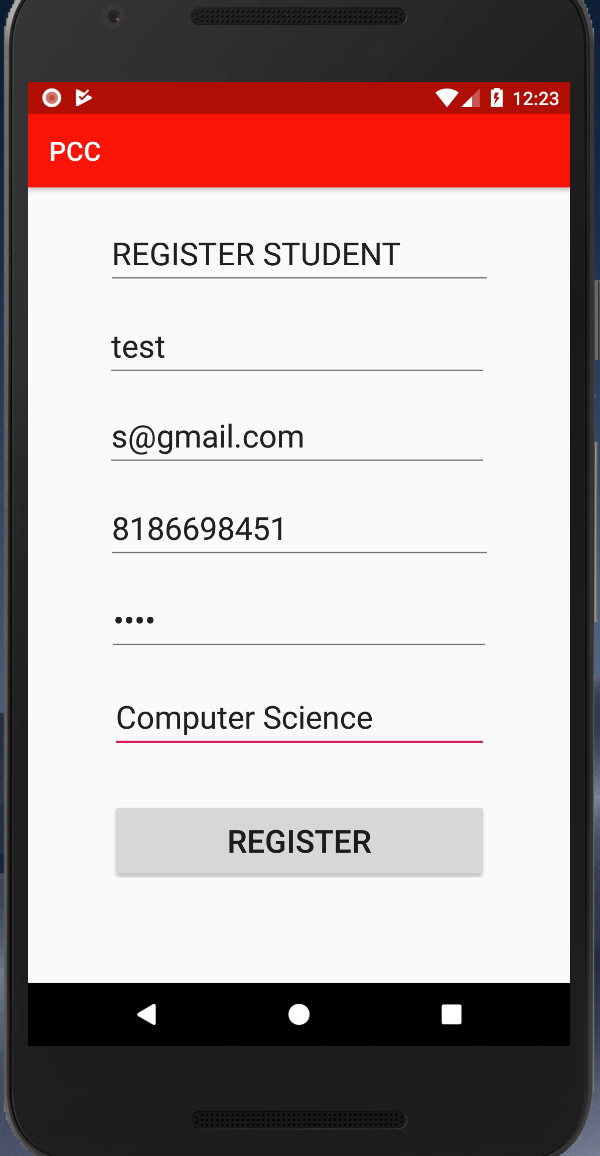 12:23
PCC
REGISTER STUDENT
test
s@gmail.com
8186698451
••••
Computer Science
REGISTER